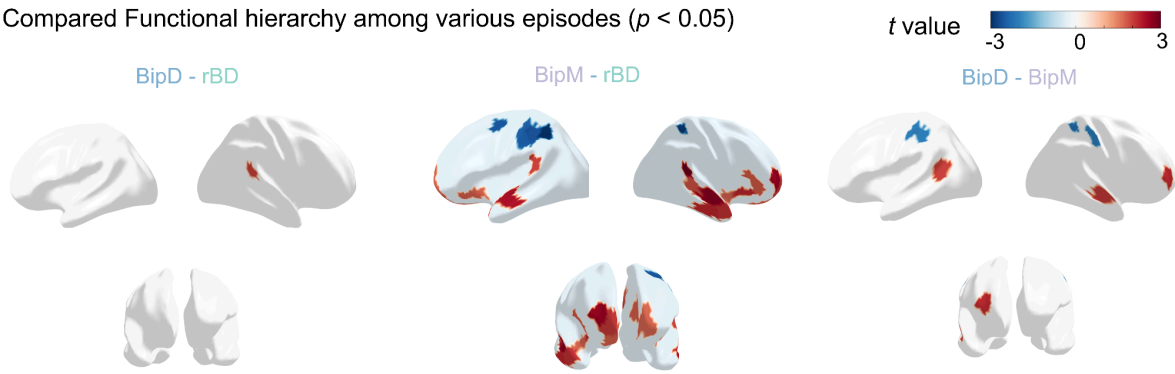 Compared Functional hierarchy among various episodes (p < 0.05)
t value
-3 0 3
BipD - rBD
BipM - rBD
BipD - BipM